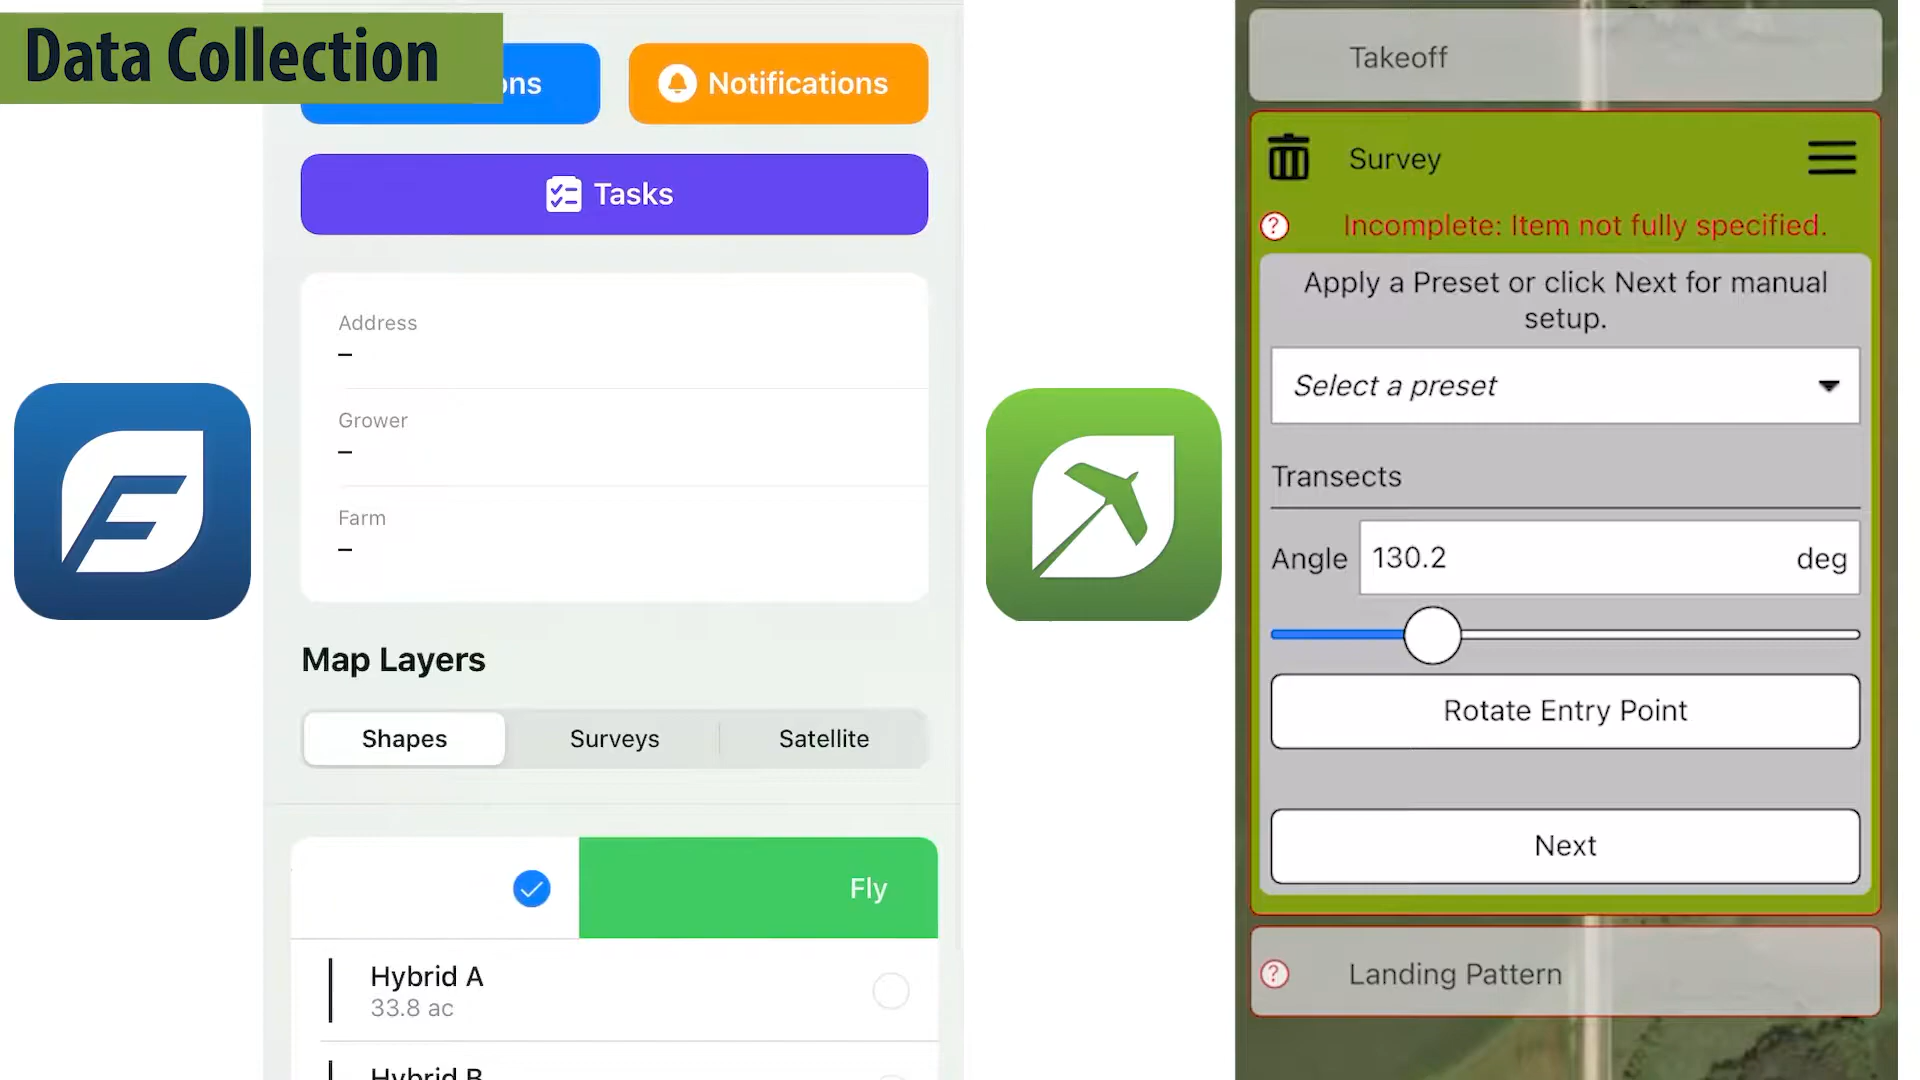 Data Collection
ns
Notifications
Tasks
Address
–
Grower
–
Farm
–
Map Layers
Shapes
Surveys
Satellite
Fly
Hybrid A
33.8 ac
Hybrid B
Takeoff
Survey
Incomplete: Item not fully specified.
Apply a Preset or click Next for manual
setup.
Select a preset
Transects
Angle
130.2
deg
Rotate Entry Point
Next
Landing Pattern